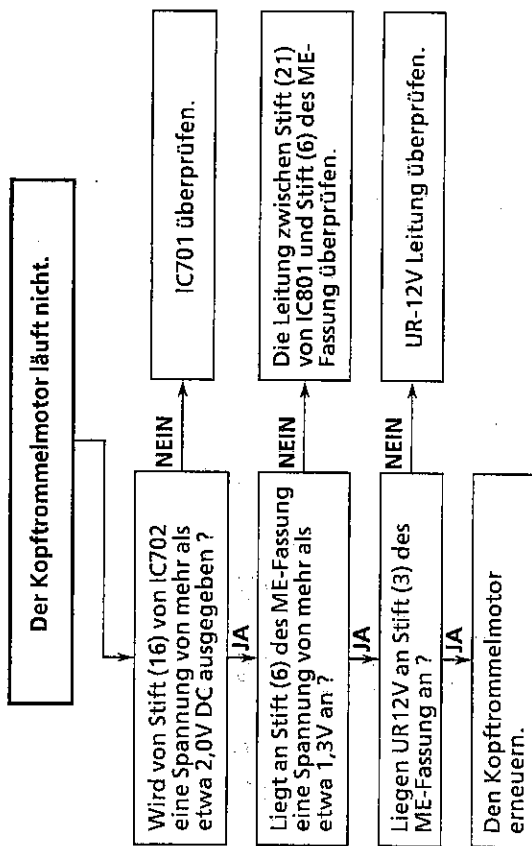 Der Kopftrommelmotor läuft nicht.
Wird von Stift (16) von IC702
eine Spannung von mehr als
etwa 2,0V DC ausgegeben ?
NEIN
IC701 überprüfen.
JA
Liegt an Stift (6) des ME-Fassung
eine Spannung von mehr als
etwa 1,3V an ?
NEIN
Die Leitung zwischen Stift (21)
von IC801 und Stift (6) des ME-
Fassung überprüfen.
JA
Liegen UR12V an Stift (3) des
ME-Fassung an ?
NEIN
UR-12V Leitung überprüfen.
JA
Den Kopftrommelmotor
erneuern.